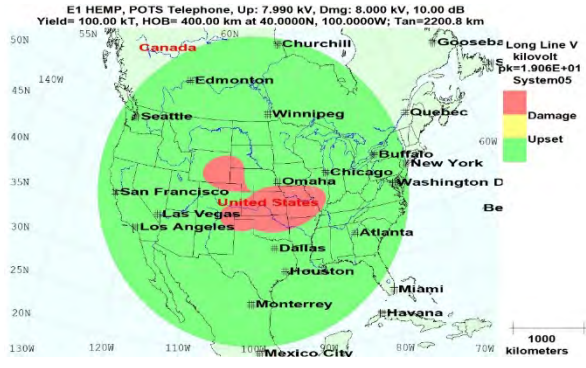 E1 HEMP, POTS Telephone, Up: 7.990 kV, Dmg: 8.000 kV, 10.00 dB
Yield= 100.00 kT, HOB= 400.00 km at 40.0000N, 100.0000W; Tan=2200.8 km
50N
55N
60N
Canada
Churchill
Gooseba
Long Line V
kilovolt
pk=1.906E+01
System05
140W
Edmonton
Damage
45N
Seattle
Winnipeg
Quebec
Upset
40N
60W
Buffalo
New York
Chicago
35N
San Francisco
Omaha
Washington D
United States
Las Vegas
Be
30N
Los Angeles
Atlanta
Dallas
25N
Houston
Miami
20N
Monterrey
Havana
1000
kilometers
130W
120W
110W
100W
90W
80W
70W
Mexico City